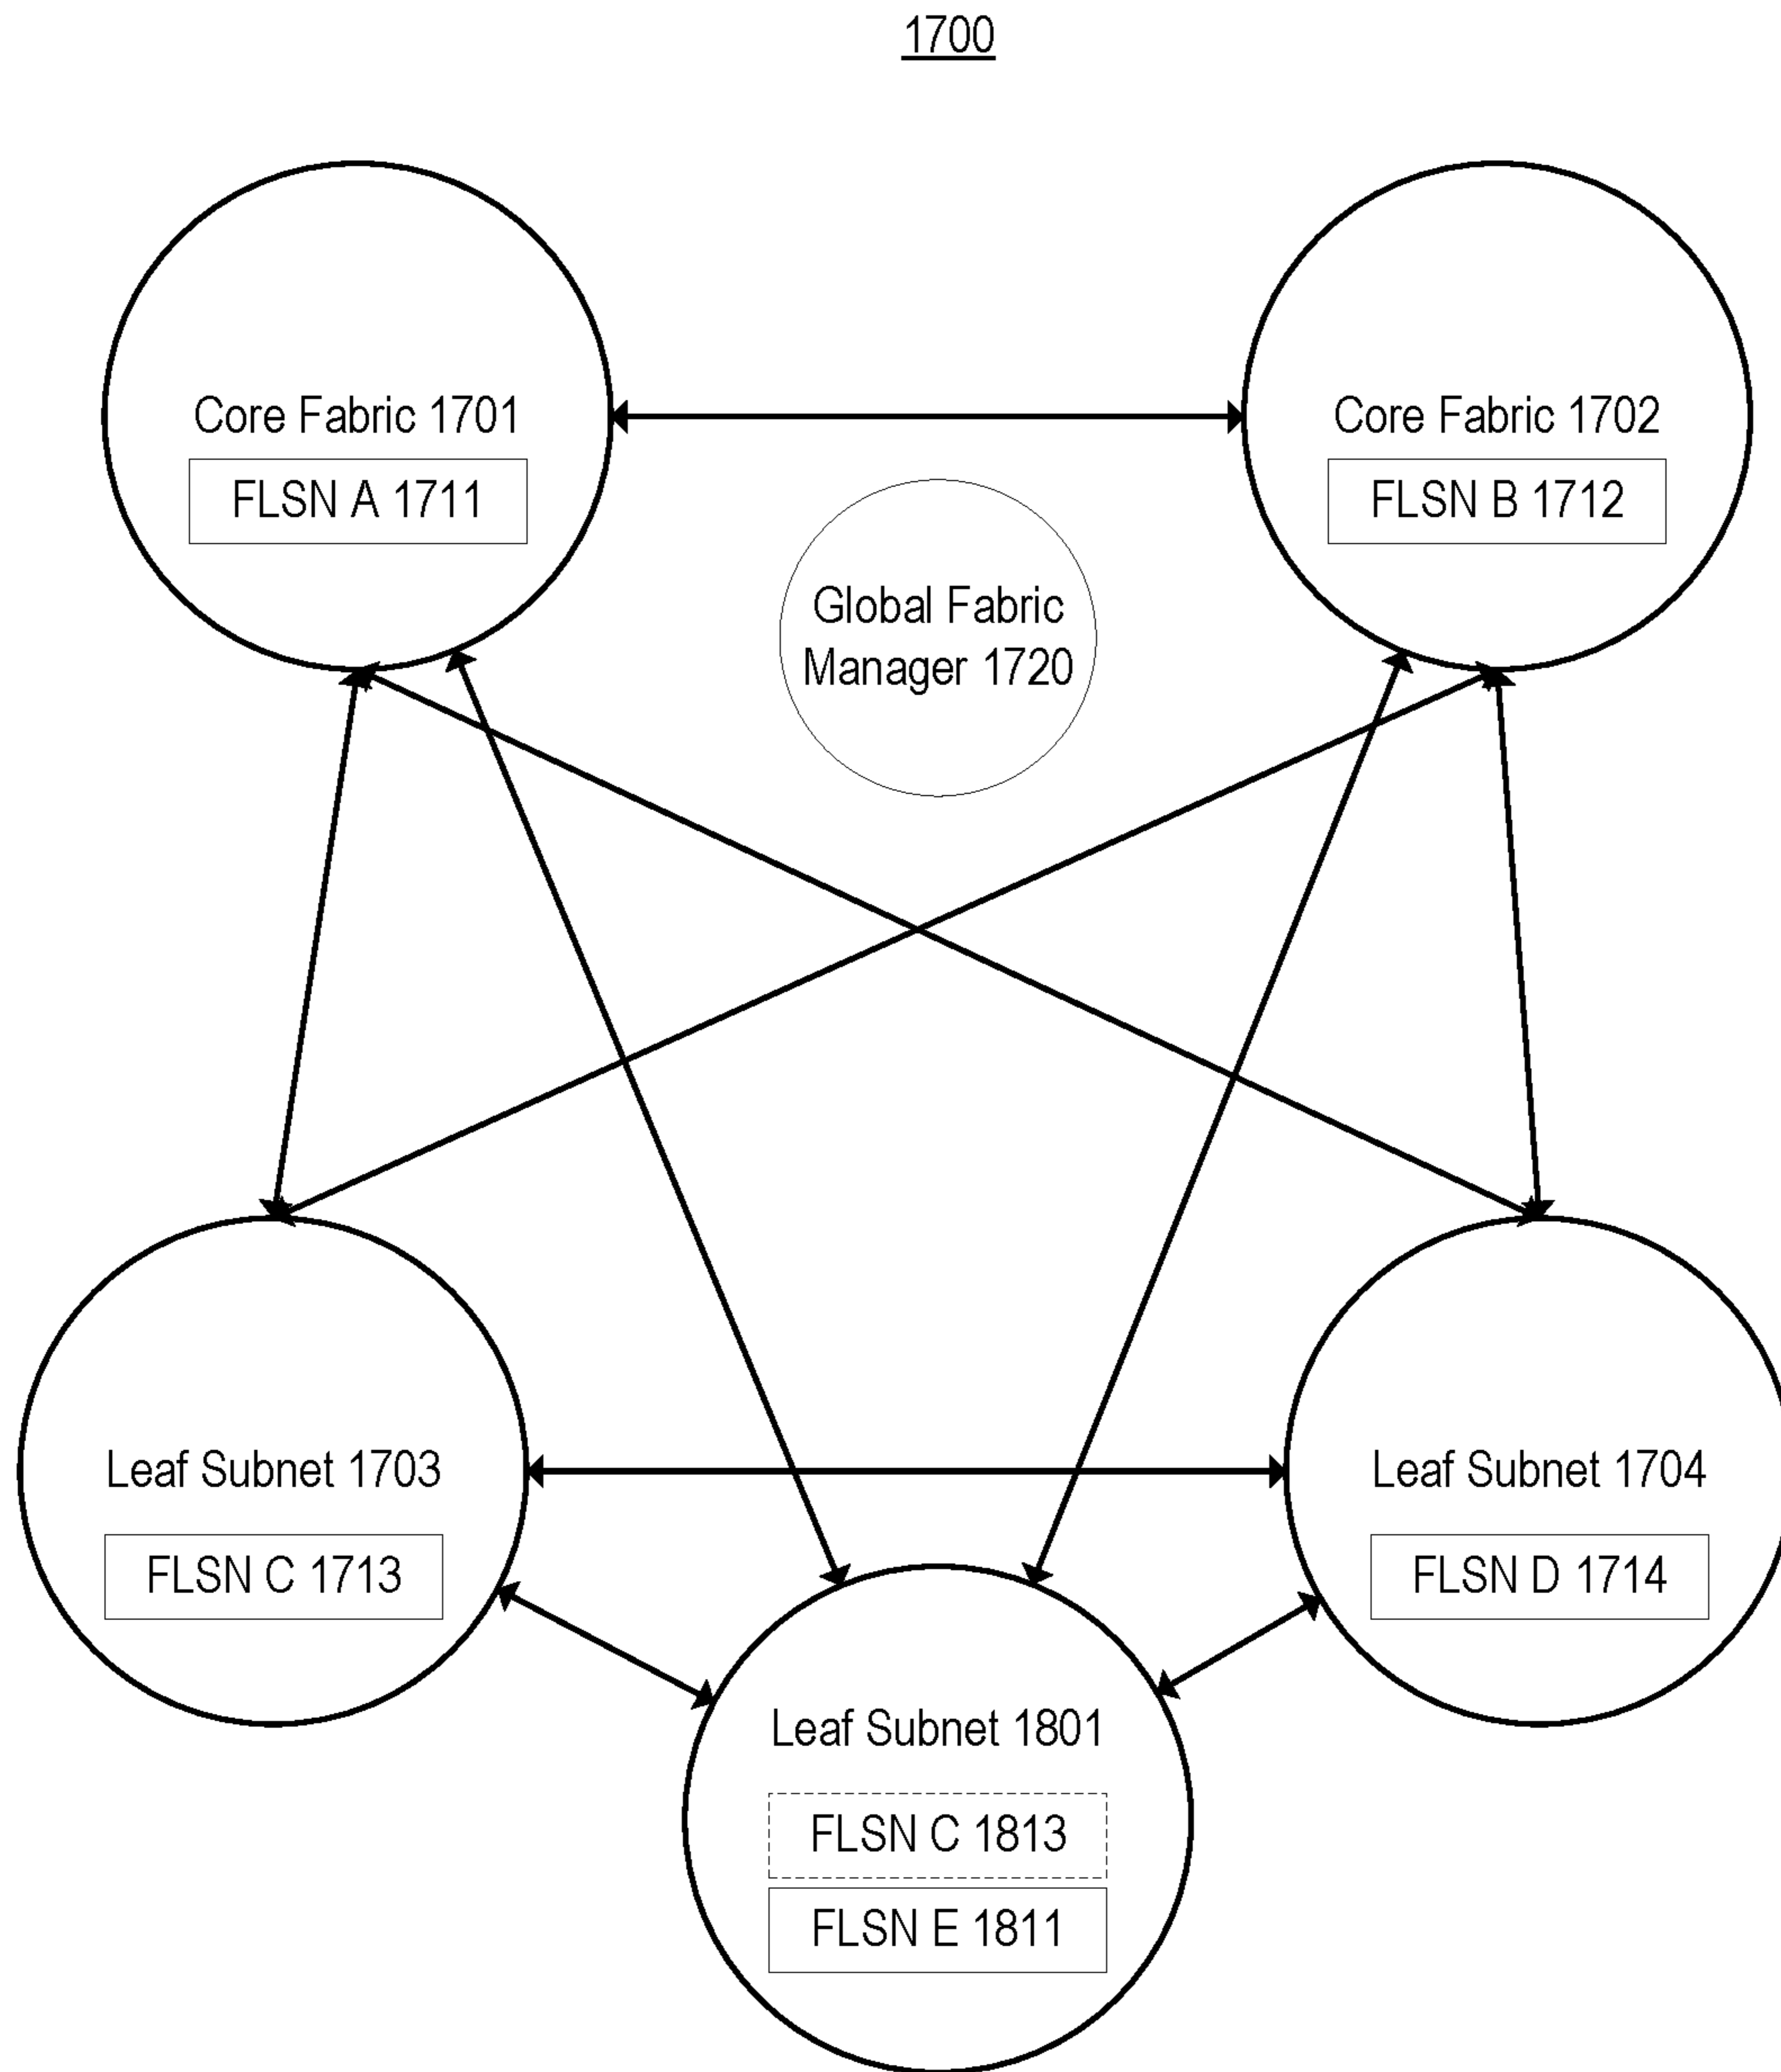 1700
Core Fabric 1701
FLSN A 1711
Core Fabric 1702
FLSN B 1712
Global Fabric
Manager 1720
Leaf Subnet 1703
FLSN C 1713
Leaf Subnet 1704
FLSN D 1714
Leaf Subnet 1801
FLSN C 1813
FLSN E 1811